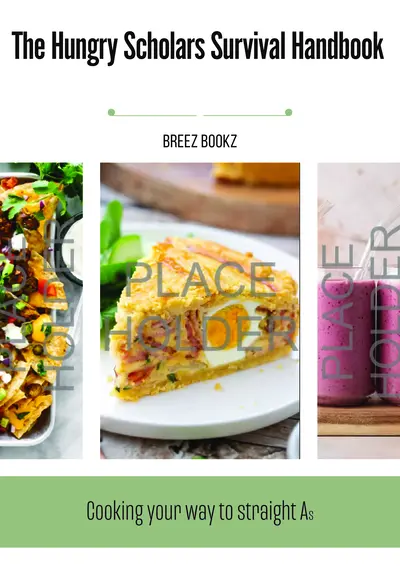 The Hungry Scholars Survival Handbook
BREEZ BOOKZ
PLACE
HOLDER
PLACE
HOLDER
PLACE
HOLDER
Cooking your way to straight As